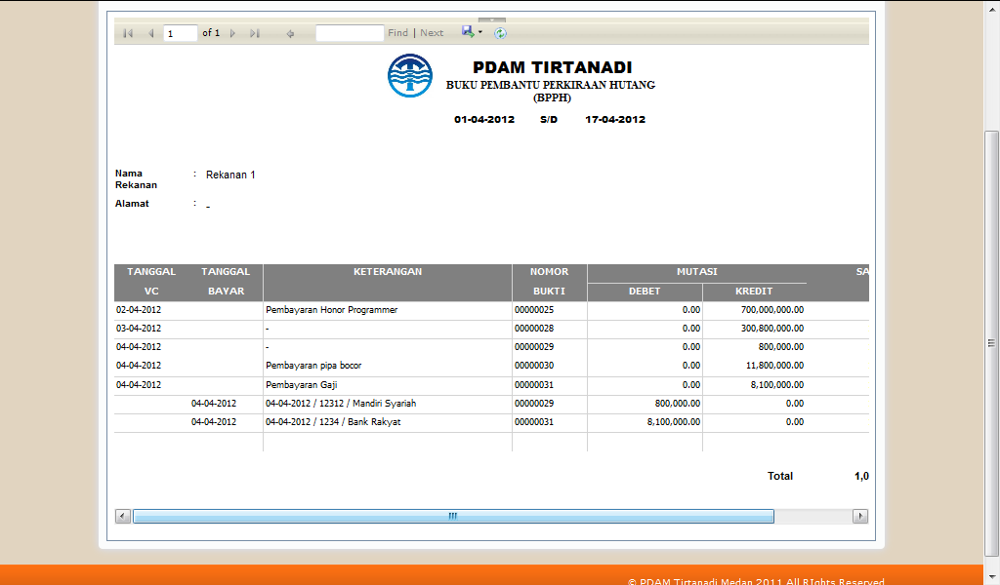 1 of 1 Find | Next
PDAM TIRTANADI
BUKU PEMBANTU PERKIRAAN HUTANG
(BPPH)
01-04-2012 S/D 17-04-2012
Nama Rekanan : Rekanan 1
Alamat : -
TANGGAL VC TANGGAL BAYAR KETERANGAN NOMOR BUKTI MUTASI SA
DEBET KREDIT
02-04-2012 Pembayaran Honor Programmer 00000025 0.00 700,000,000.00
03-04-2012 - 00000028 0.00 300,800,000.00
04-04-2012 - 00000029 0.00 800,000.00
04-04-2012 Pembayaran pipa bocor 00000030 0.00 11,800,000.00
04-04-2012 Pembayaran Gaji 00000031 0.00 8,100,000.00
04-04-2012 04-04-2012 / 12312 / Mandiri Syariah 00000029 800,000.00 0.00
04-04-2012 04-04-2012 / 1234 / Bank Rakyat 00000031 8,100,000.00 0.00
Total 1,0
© PDAM Tirtanadi Medan 2011 All RIghts Reserved